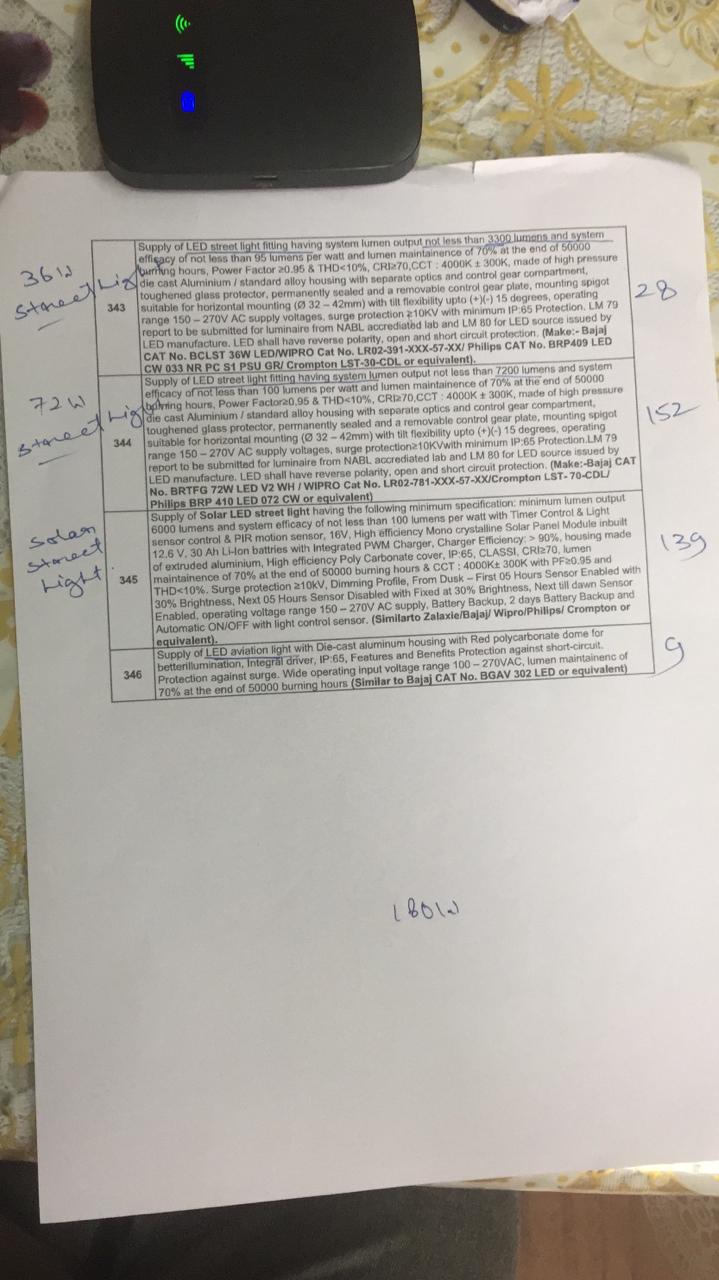 36W
Street Light
343
Supply of LED street light fitting having system lumen output not less than 3300 lumens and system
efficacy of not less than 95 lumens per watt and lumen maintainence of 70% at the end of 50000
burning hours, Power Factor ≥0.95 & THD<10%, CRI≥70,CCT : 4000K ± 300K, made of high pressure
die cast Aluminium / standard alloy housing with separate optics and control gear compartment,
toughened glass protector, permanently sealed and a removable control gear plate, mounting spigot
suitable for horizontal mounting (Ø 32 – 42mm) with tilt flexibility upto (+)(-) 15 degrees, operating
range 150 – 270V AC supply voltages, surge protection ≥10KV with minimum IP:65 Protection. LM 79
report to be submitted for luminaire from NABL accrediated lab and LM 80 for LED source issued by
LED manufacture. LED shall have reverse polarity, open and short circuit protection. (Make:- Bajaj
CAT No. BCLST 36W LED/WIPRO Cat No. LR02-391-XXX-57-XX/ Philips CAT No. BRP409 LED
CW 033 NR PC S1 PSU GR/ Crompton LST-30-CDL or equivalent).
28
72W
Street Light
344
Supply of LED street light fitting having system lumen output not less than 7200 lumens and system
efficacy of not less than 100 lumens per watt and lumen maintainence of 70% at the end of 50000
burning hours, Power Factor≥0.95 & THD<10%, CRI≥70,CCT : 4000K ± 300K, made of high pressure
die cast Aluminium / standard alloy housing with separate optics and control gear compartment,
toughened glass protector, permanently sealed and a removable control gear plate, mounting spigot
suitable for horizontal mounting (Ø 32 – 42mm) with tilt flexibility upto (+)(-) 15 degrees, operating
range 150 – 270V AC supply voltages, surge protection≥10KVwith minimum IP:65 Protection.LM 79
report to be submitted for luminaire from NABL accrediated lab and LM 80 for LED source issued by
LED manufacture. LED shall have reverse polarity, open and short circuit protection. (Make:-Bajaj CAT
No. BRTFG 72W LED V2 WH / WIPRO Cat No. LR02-781-XXX-57-XX/Crompton LST- 70-CDL/
Philips BRP 410 LED 072 CW or equivalent)
152
Solar
Street
Light
345
Supply of Solar LED street light having the following minimum specification: minimum lumen output
6000 lumens and system efficacy of not less than 100 lumens per watt with Timer Control & Light
sensor control & PIR motion sensor, 16V, High efficiency Mono crystalline Solar Panel Module inbuilt
12.6 V, 30 Ah Li-Ion battries with Integrated PWM Charger, Charger Efficiency: > 90%, housing made
of extruded aluminium, High efficiency Poly Carbonate cover, IP:65, CLASSI, CRI≥70, lumen
maintainence of 70% at the end of 50000 burning hours & CCT : 4000K± 300K with PF≥0.95 and
THD<10%. Surge protection ≥10kV, Dimming Profile, From Dusk – First 05 Hours Sensor Enabled with
30% Brightness, Next 05 Hours Sensor Disabled with Fixed at 30% Brightness, Next till dawn Sensor
Enabled, operating voltage range 150 – 270V AC supply, Battery Backup, 2 days Battery Backup and
Automatic ON/OFF with light control sensor. (Similarto Zalaxie/Bajaj/ Wipro/Philips/ Crompton or
equivalent).
139
346
Supply of LED aviation light with Die-cast aluminum housing with Red polycarbonate dome for
betterillumination, Integral driver, IP:65, Features and Benefits Protection against short-circuit.
Protection against surge. Wide operating input voltage range 100 – 270VAC, lumen maintainenc of
70% at the end of 50000 burning hours (Similar to Bajaj CAT No. BGAV 302 LED or equivalent)
9
180W